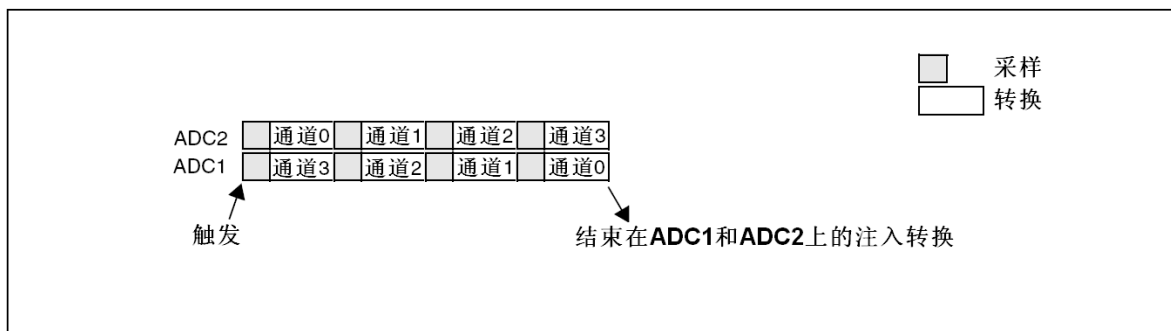 采样
转换
ADC2 通道0 通道1 通道2 通道3
ADC1 通道3 通道2 通道1 通道0
触发
结束在ADC1和ADC2上的注入转换